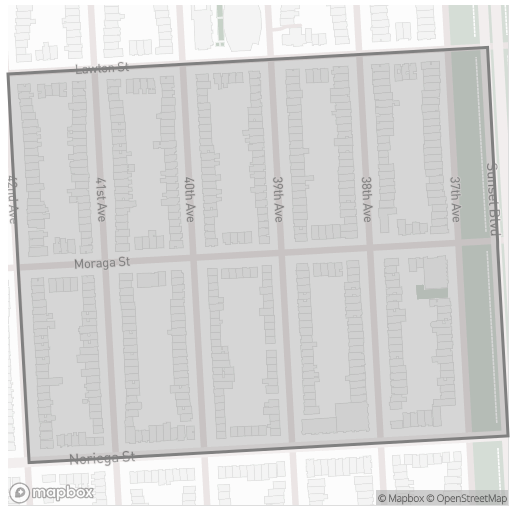 Lawton St
42nd Ave
41st Ave
40th Ave
39th Ave
38th Ave
37th Ave
Sunset Blvd
Moraga St
Noriega St
mapbox
© Mapbox © OpenStreetMap